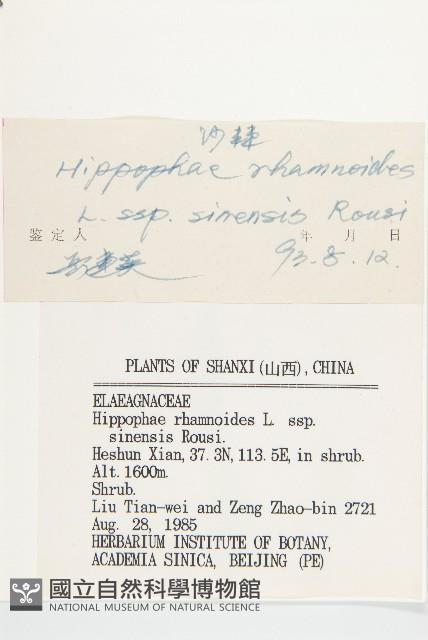 沙棘
Hippophae rhamnoides
L. ssp. sinensis Rousi
鉴定人 年 月 日
93.8.12.
PLANTS OF SHANXI(山西), CHINA
ELAEAGNACEAE
Hippophae rhamnoides L. ssp.
sinensis Rousi.
Heshun Xian, 37.3N, 113.5E, in shrub.
Alt. 1600m.
Shrub.
Liu Tian-wei and Zeng Zhao-bin 2721
Aug. 28, 1985
HERBARIUM INSTITUTE OF BOTANY,
ACADEMIA SINICA, BEIJING (PE)
國立自然科學博物館
NATIONAL MUSEUM OF NATURAL SCIENCE